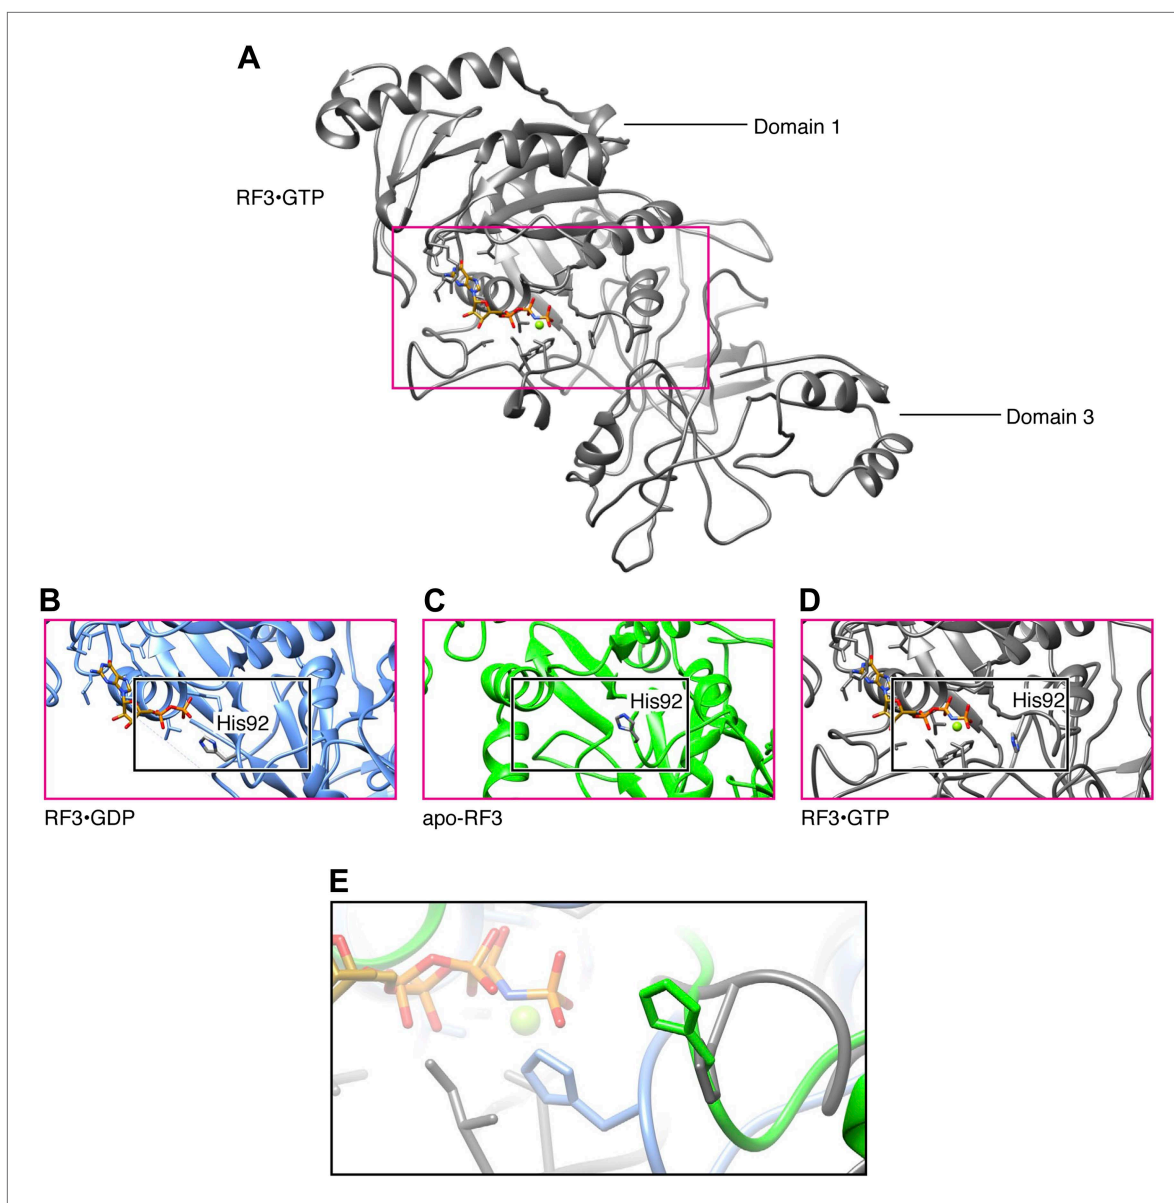 A
Domain 1
RF3•GTP
Domain 3
B
C
D
His92
His92
His92
RF3•GDP
apo-RF3
RF3•GTP
E